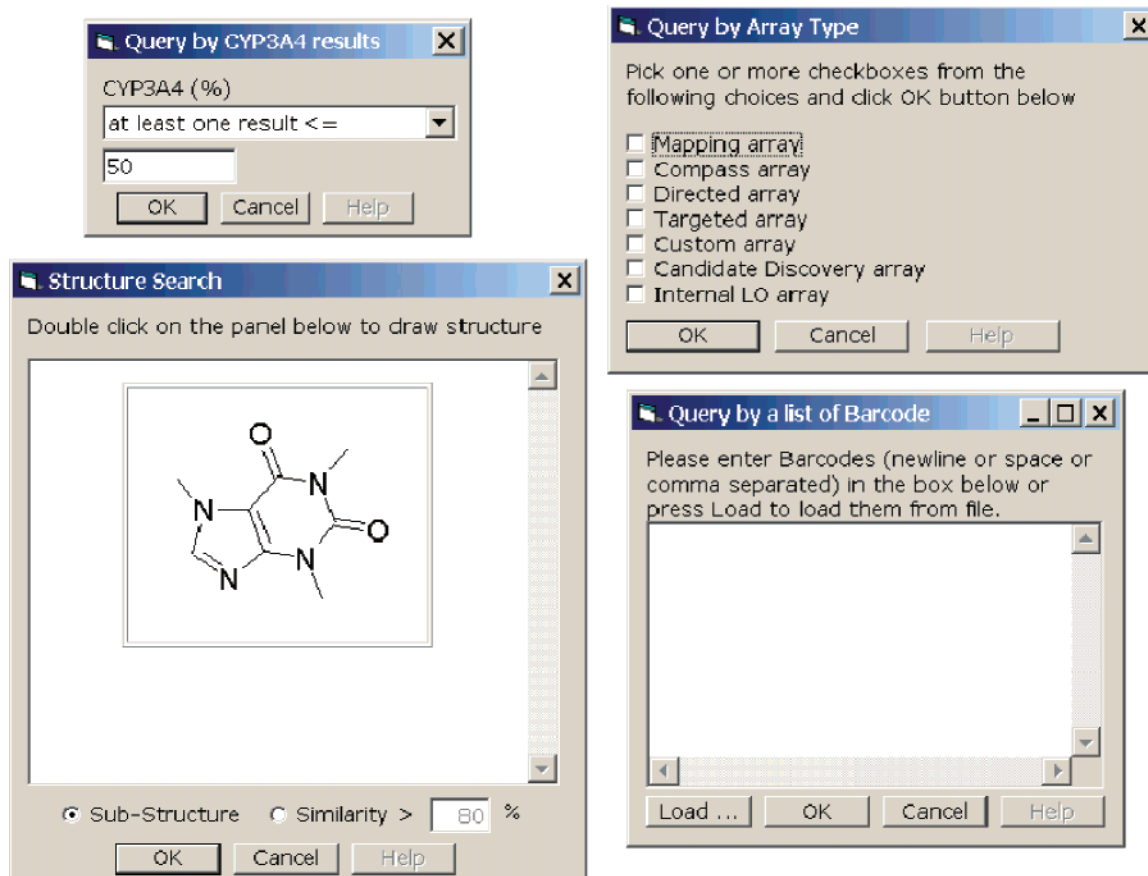 Query by CYP3A4 results
CYP3A4 (%)
at least one result <=
50
OK Cancel Help
Query by Array Type
Pick one or more checkboxes from the
following choices and click OK button below
Mapping array
Compass array
Directed array
Targeted array
Custom array
Candidate Discovery array
Internal LO array
OK Cancel Help
Structure Search
Double click on the panel below to draw structure
O
N
N
O
N
N
Sub-Structure Similarity > 80 %
OK Cancel Help
Query by a list of Barcode
Please enter Barcodes (newline or space or
comma separated) in the box below or
press Load to load them from file.
Load ... OK Cancel Help